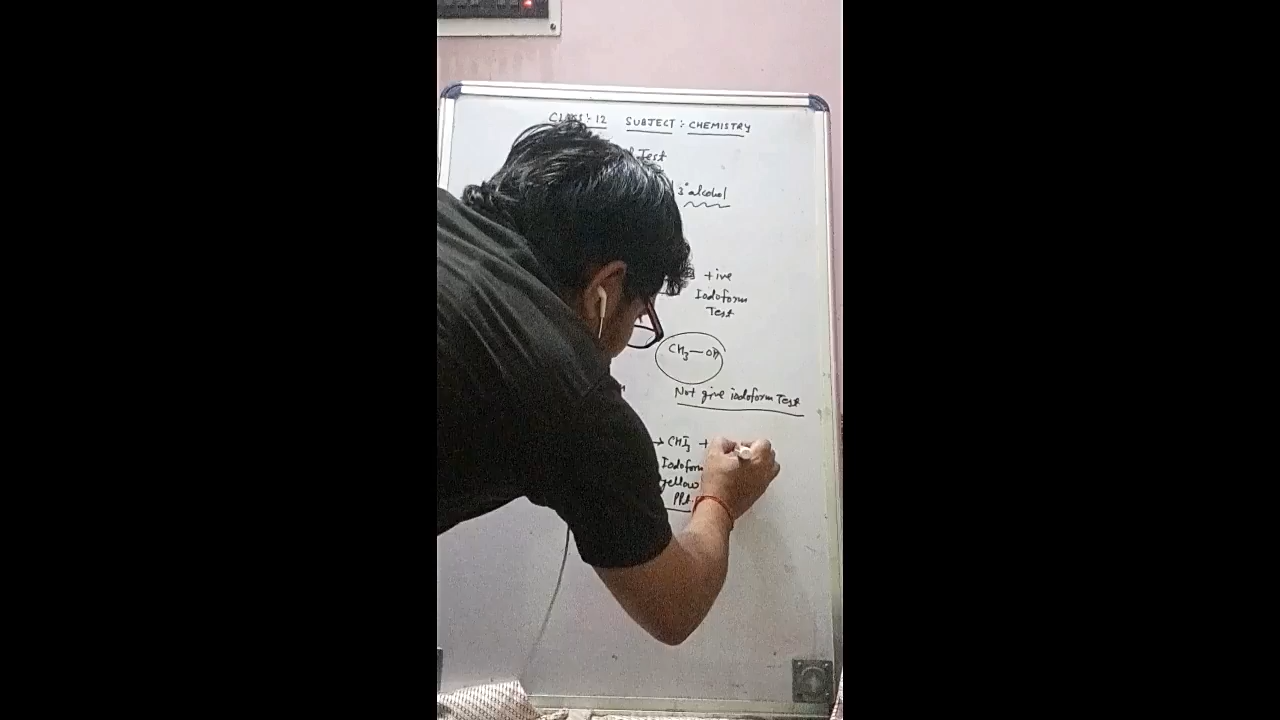 CLASS:- 12 SUBJECT :- CHEMISTRY
Test
3° alcohol
+ive
Iodoform
Test
CH3—OH
Not give iodoform Test
→ CHI3 +
Iodoform
yellow
PPt.